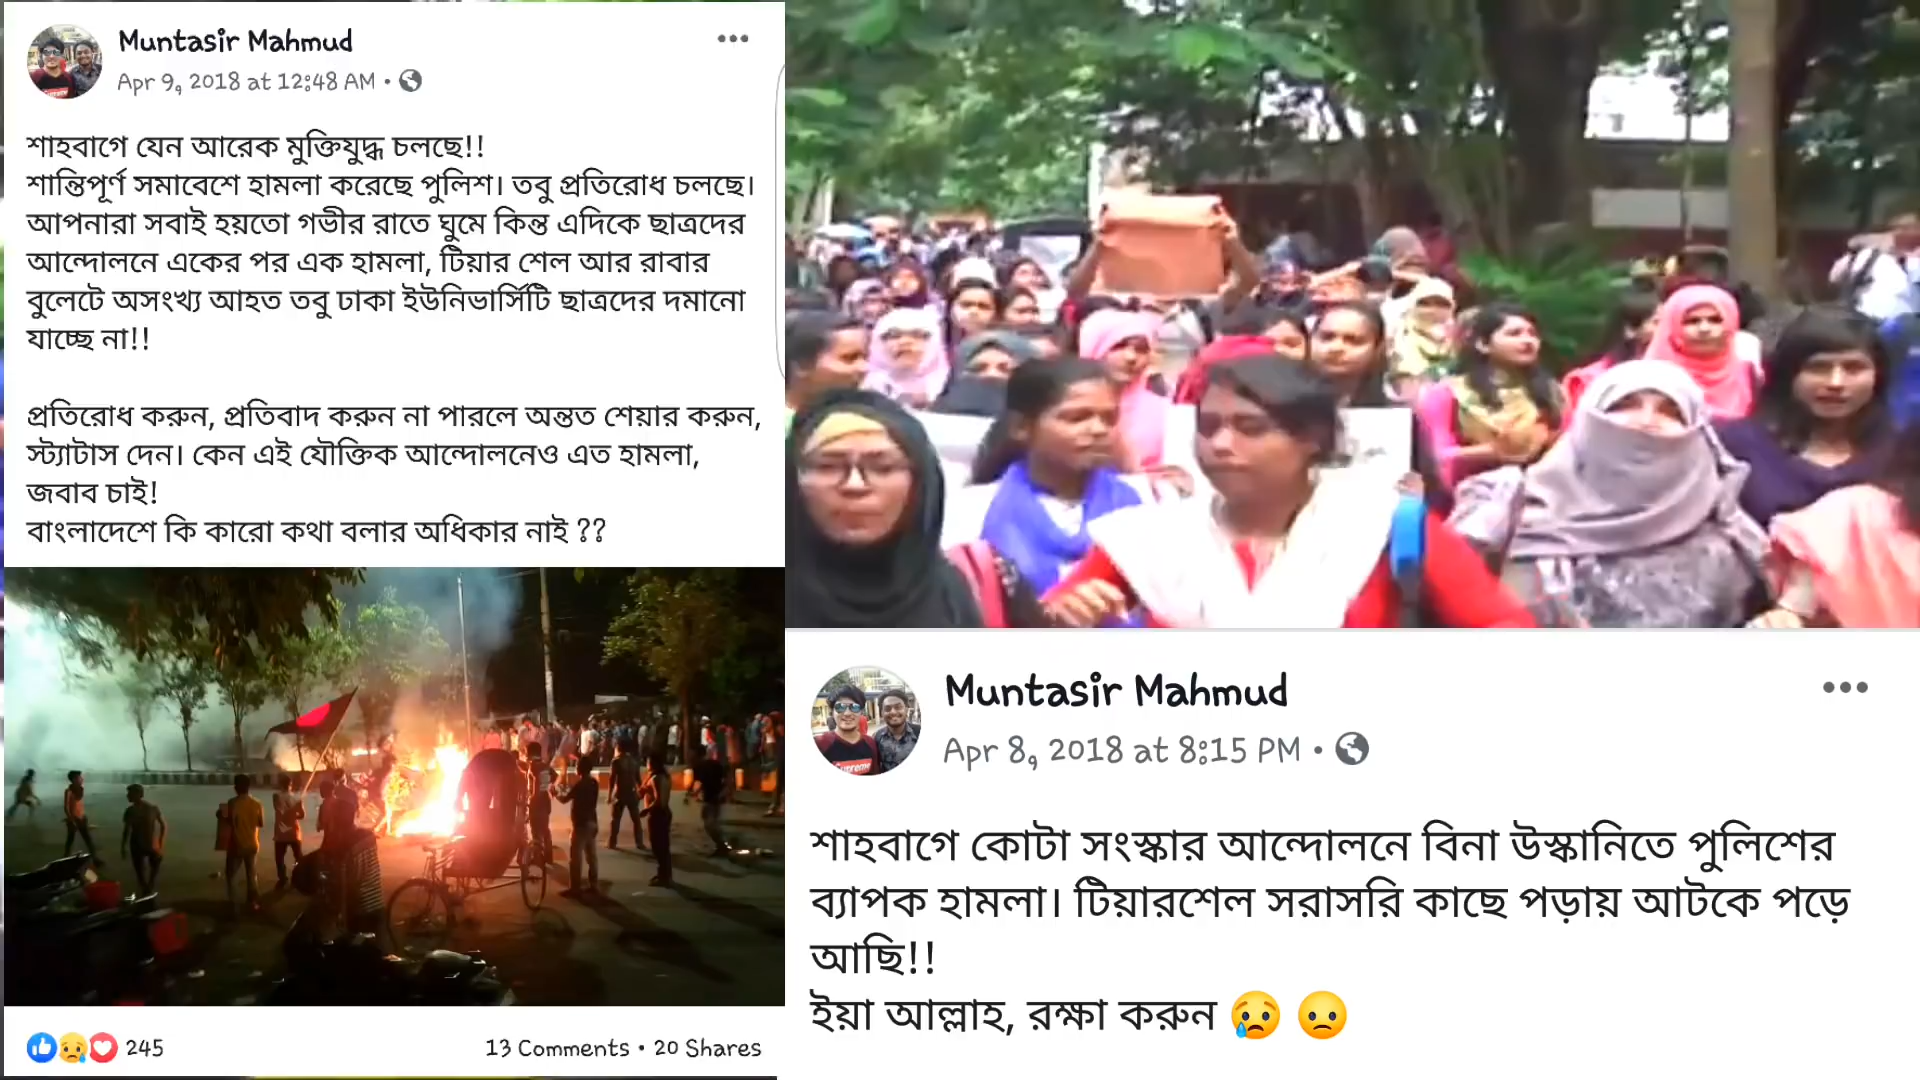 Muntasir Mahmud
Apr 9, 2018 at 12:48 AM •
শাহবাগে যেন আরেক মুক্তিযুদ্ধ চলছে!!
শান্তিপূর্ণ সমাবেশে হামলা করেছে পুলিশ। তবু প্রতিরোধ চলছে।
আপনারা সবাই হয়তো গভীর রাতে ঘুমে কিন্ত এদিকে ছাত্রদের
আন্দোলনে একের পর এক হামলা, টিয়ার শেল আর রাবার
বুলেটে অসংখ্য আহত তবু ঢাকা ইউনিভার্সিটি ছাত্রদের দমানো
যাচ্ছে না!!
প্রতিরোধ করুন, প্রতিবাদ করুন না পারলে অন্তত শেয়ার করুন,
স্ট্যাটাস দেন। কেন এই যৌক্তিক আন্দোলনেও এত হামলা,
জবাব চাই!
বাংলাদেশে কি কারো কথা বলার অধিকার নাই ??
245
13 Comments • 20 Shares
Muntasir Mahmud
Apr 8, 2018 at 8:15 PM •
শাহবাগে কোটা সংস্কার আন্দোলনে বিনা উস্কানিতে পুলিশের
ব্যাপক হামলা। টিয়ারশেল সরাসরি কাছে পড়ায় আটকে পড়ে
আছি!!
ইয়া আল্লাহ, রক্ষা করুন 😢 🙁